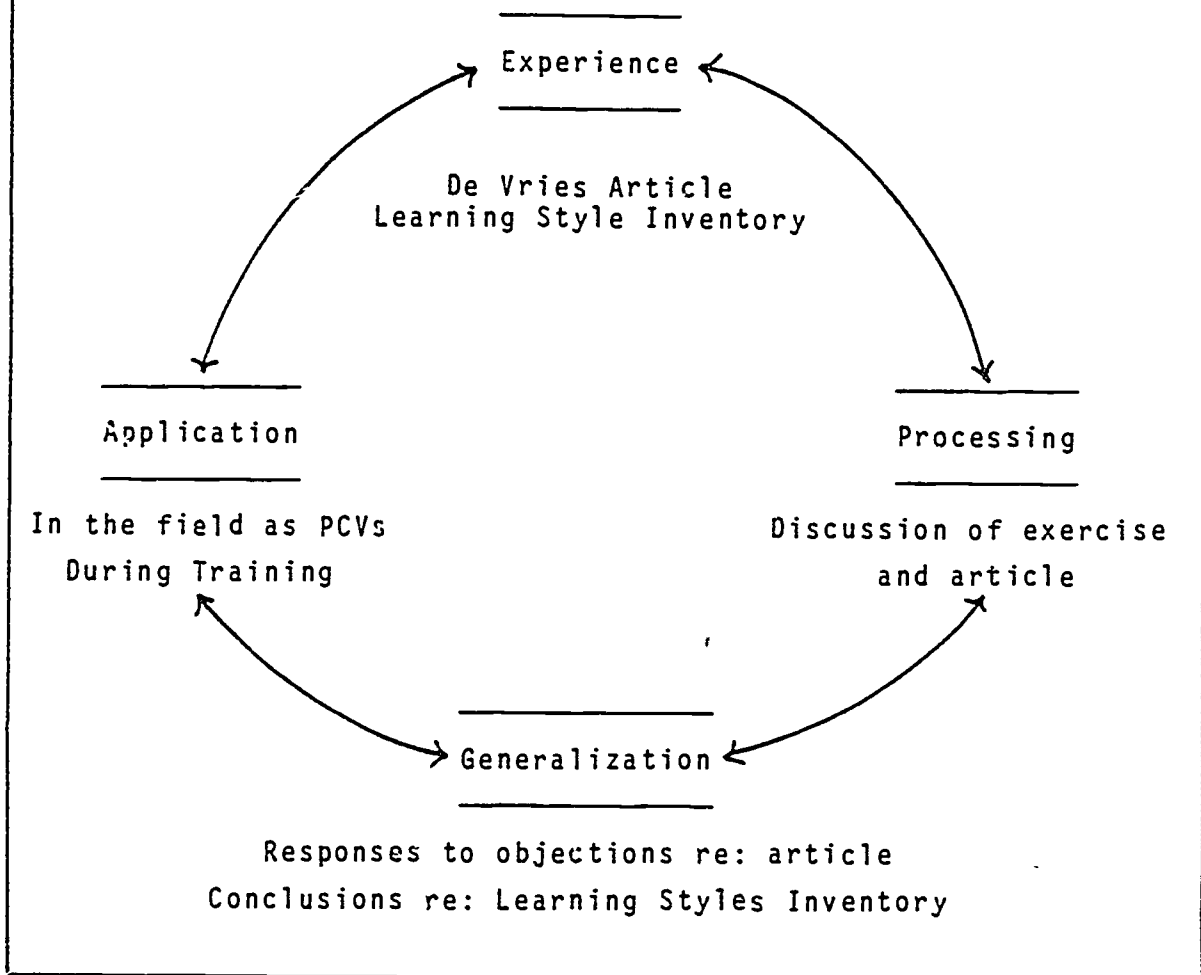 Experience
De Vries Article
Learning Style Inventory
Application
Processing
In the field as PCVs
During Training
Discussion of exercise
and article
Generalization
Responses to objections re: article
Conclusions re: Learning Styles Inventory